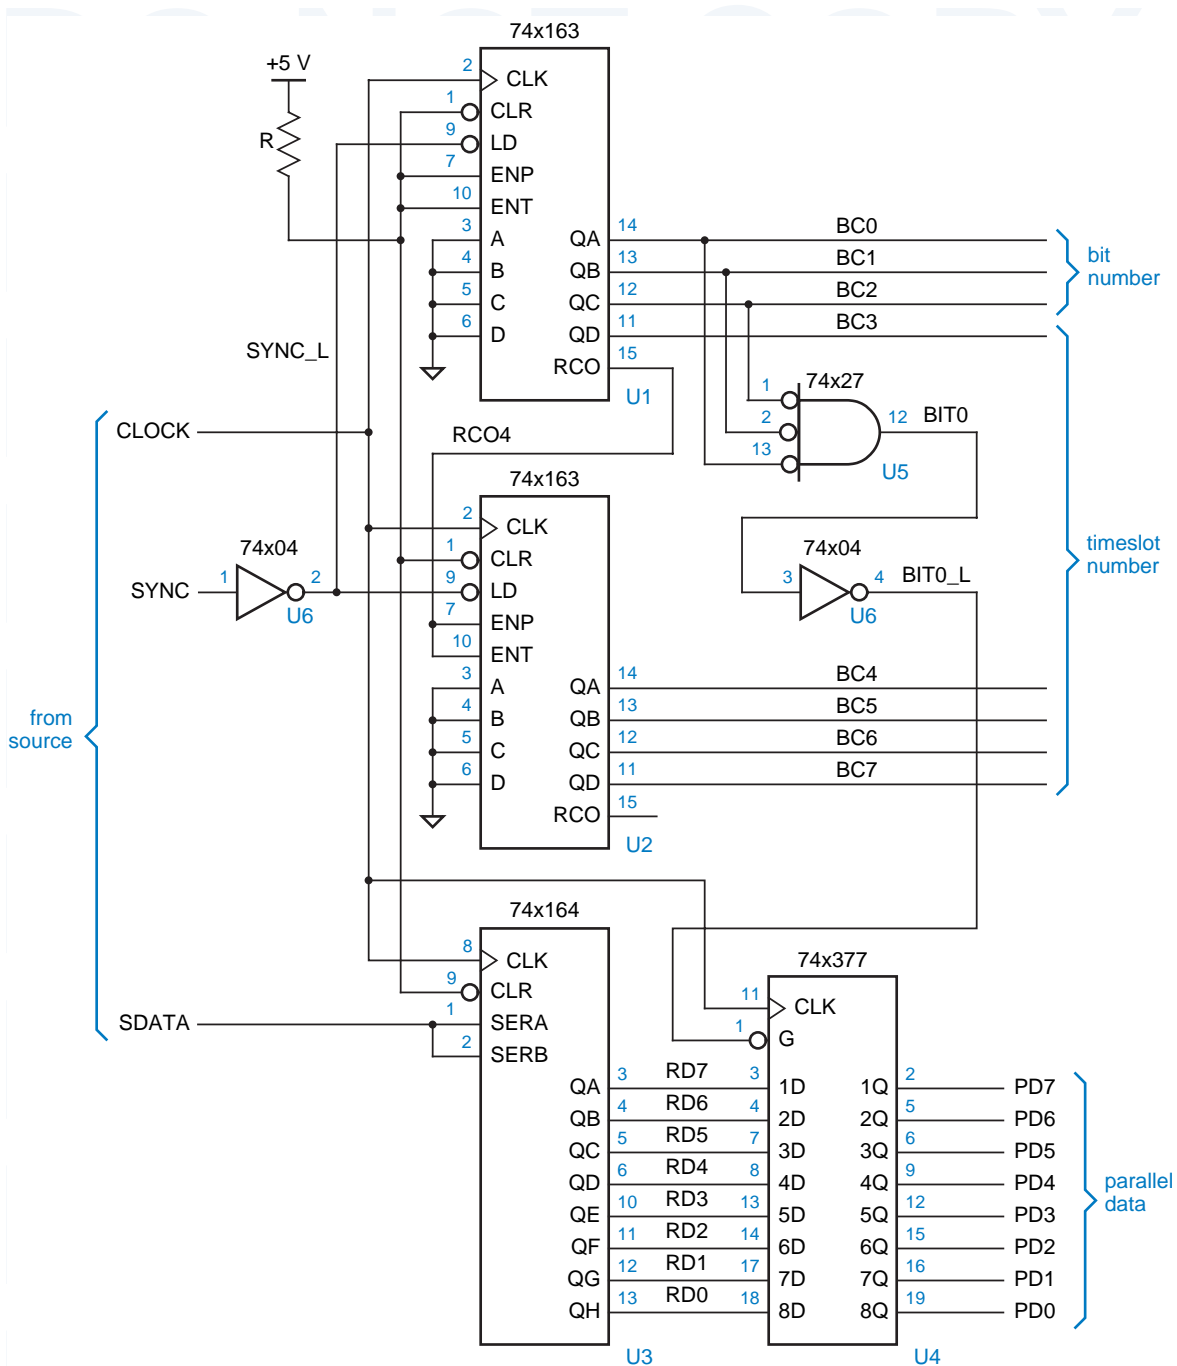 DO NOT COPY
74x163
+5 V
R
2 CLK
1 CLR
9 LD
7 ENP
10 ENT
3 A QA 14 BC0
4 B QB 13 BC1
5 C QC 12 BC2
6 D QD 11 BC3
RCO 15
U1
bit
number
SYNC_L
1 74x27
2 12 BIT0
13 U5
CLOCK
RCO4
74x163
2 CLK
1 CLR
9 LD
7 ENP
10 ENT
3 A QA 14 BC4
4 B QB 13 BC5
5 C QC 12 BC6
6 D QD 11 BC7
RCO 15
U2
74x04
SYNC 1 2
U6
74x04
3 4 BIT0_L
U6
timeslot
number
from
source
74x164
8 CLK
9 CLR
SDATA 1 SERA
2 SERB
74x377
11 CLK
1 G
QA 3 RD7 3 1D 1Q 2 PD7
QB 4 RD6 4 2D 2Q 5 PD6
QC 5 RD5 7 3D 3Q 6 PD5
QD 6 RD4 8 4D 4Q 9 PD4
QE 10 RD3 13 5D 5Q 12 PD3
QF 11 RD2 14 6D 6Q 15 PD2
QG 12 RD1 17 7D 7Q 16 PD1
QH 13 RD0 18 8D 8Q 19 PD0
U3
U4
parallel
data